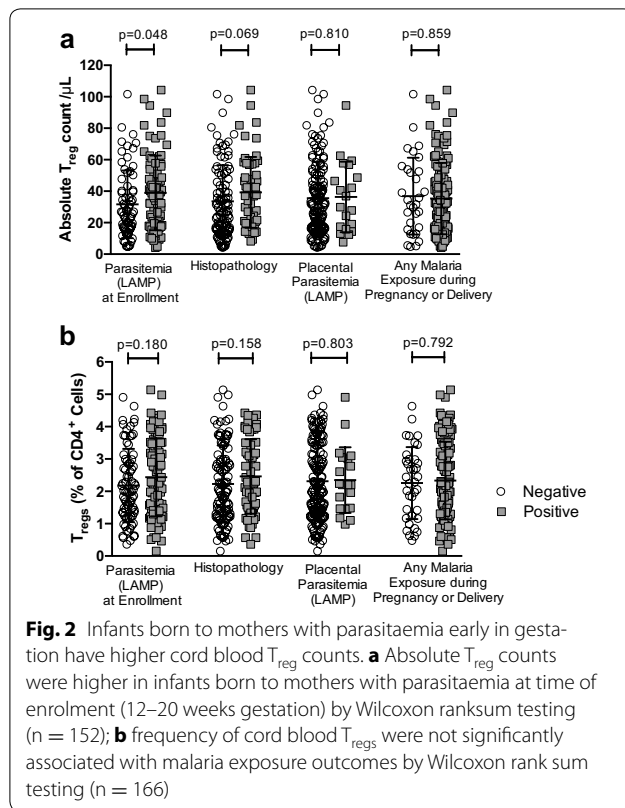 a
p=0.048 p=0.069 p=0.810 p=0.859
Absolute Treg count /µL
120
100
80
60
40
20
0
Parasitemia (LAMP) at Enrollment
Histopathology
Placental Parasitemia (LAMP)
Any Malaria Exposure during Pregnancy or Delivery
b
p=0.180 p=0.158 p=0.803 p=0.792
Tregs (% of CD4+ Cells)
6
5
4
3
2
1
0
Parasitemia (LAMP) at Enrollment
Histopathology
Placental Parasitemia (LAMP)
Any Malaria Exposure during Pregnancy or Delivery
Negative
Positive
Fig. 2 Infants born to mothers with parasitaemia early in gesta-
tion have higher cord blood Treg counts. a Absolute Treg counts
were higher in infants born to mothers with parasitaemia at time of
enrolment (12–20 weeks gestation) by Wilcoxon ranksum testing
(n = 152); b frequency of cord blood Tregs were not significantly
associated with malaria exposure outcomes by Wilcoxon rank sum
testing (n = 166)